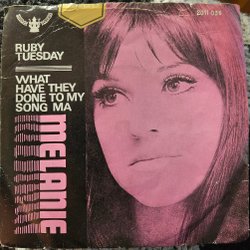 RUBY
TUESDAY
WHAT
HAVE THEY
DONE TO MY
SONG MA
MELANIE